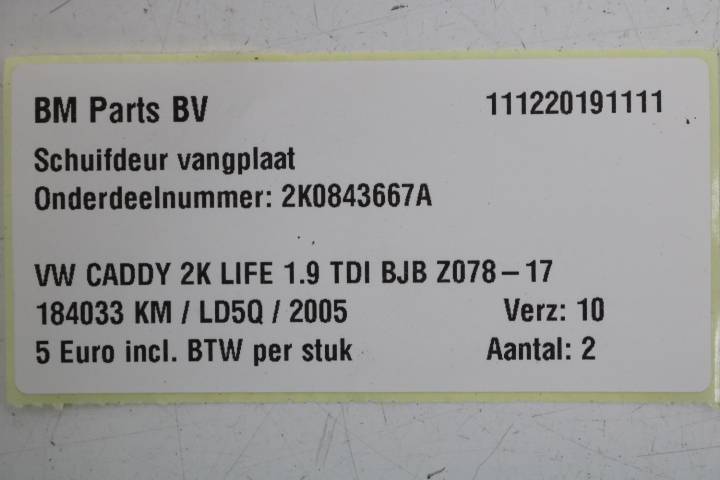 BM Parts BV 111220191111
Schuifdeur vangplaat
Onderdeelnummer: 2K0843667A
VW CADDY 2K LIFE 1.9 TDI BJB Z078-17
184033 KM / LD5Q / 2005 Verz: 10
5 Euro incl. BTW per stuk Aantal: 2